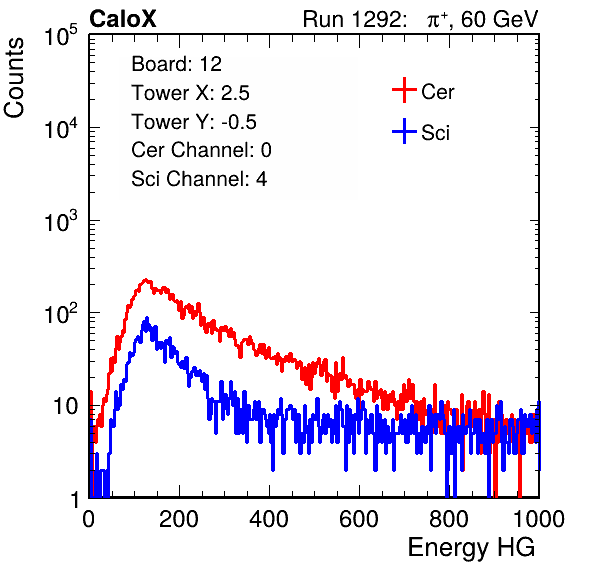 CaloX Run 1292: π⁺, 60 GeV
Counts
10⁵
10⁴
10³
10²
10
1
Board: 12
Tower X: 2.5
Tower Y: -0.5
Cer Channel: 0
Sci Channel: 4
Cer
Sci
0 200 400 600 800 1000
Energy HG